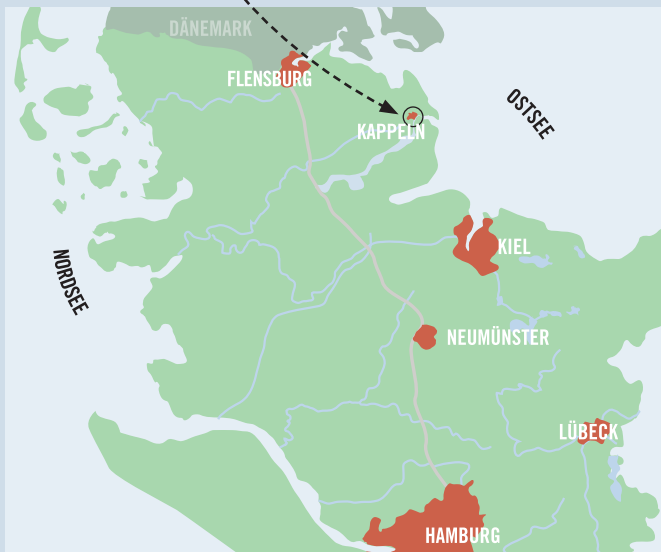 DÄNEMARK
FLENSBURG
OSTSEE
KAPPELN
KIEL
NORDSEE
NEUMÜNSTER
LÜBECK
HAMBURG